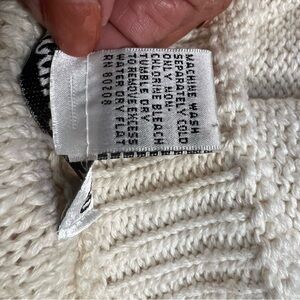 MACHINE WASH
SEPARATELY COLD
ONLY NON-
CHLORINE BLEACH
TUMBLE DRY
TO REMOVE EXCESS
WATER DRY FLAT
RN 80208